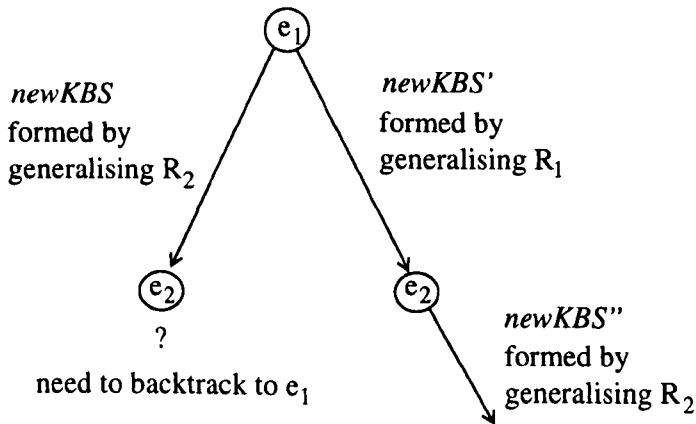 e₁
newKBS
formed by
generalising R₂
newKBS'
formed by
generalising R₁
e₂
?
need to backtrack to e₁
e₂
newKBS"
formed by
generalising R₂